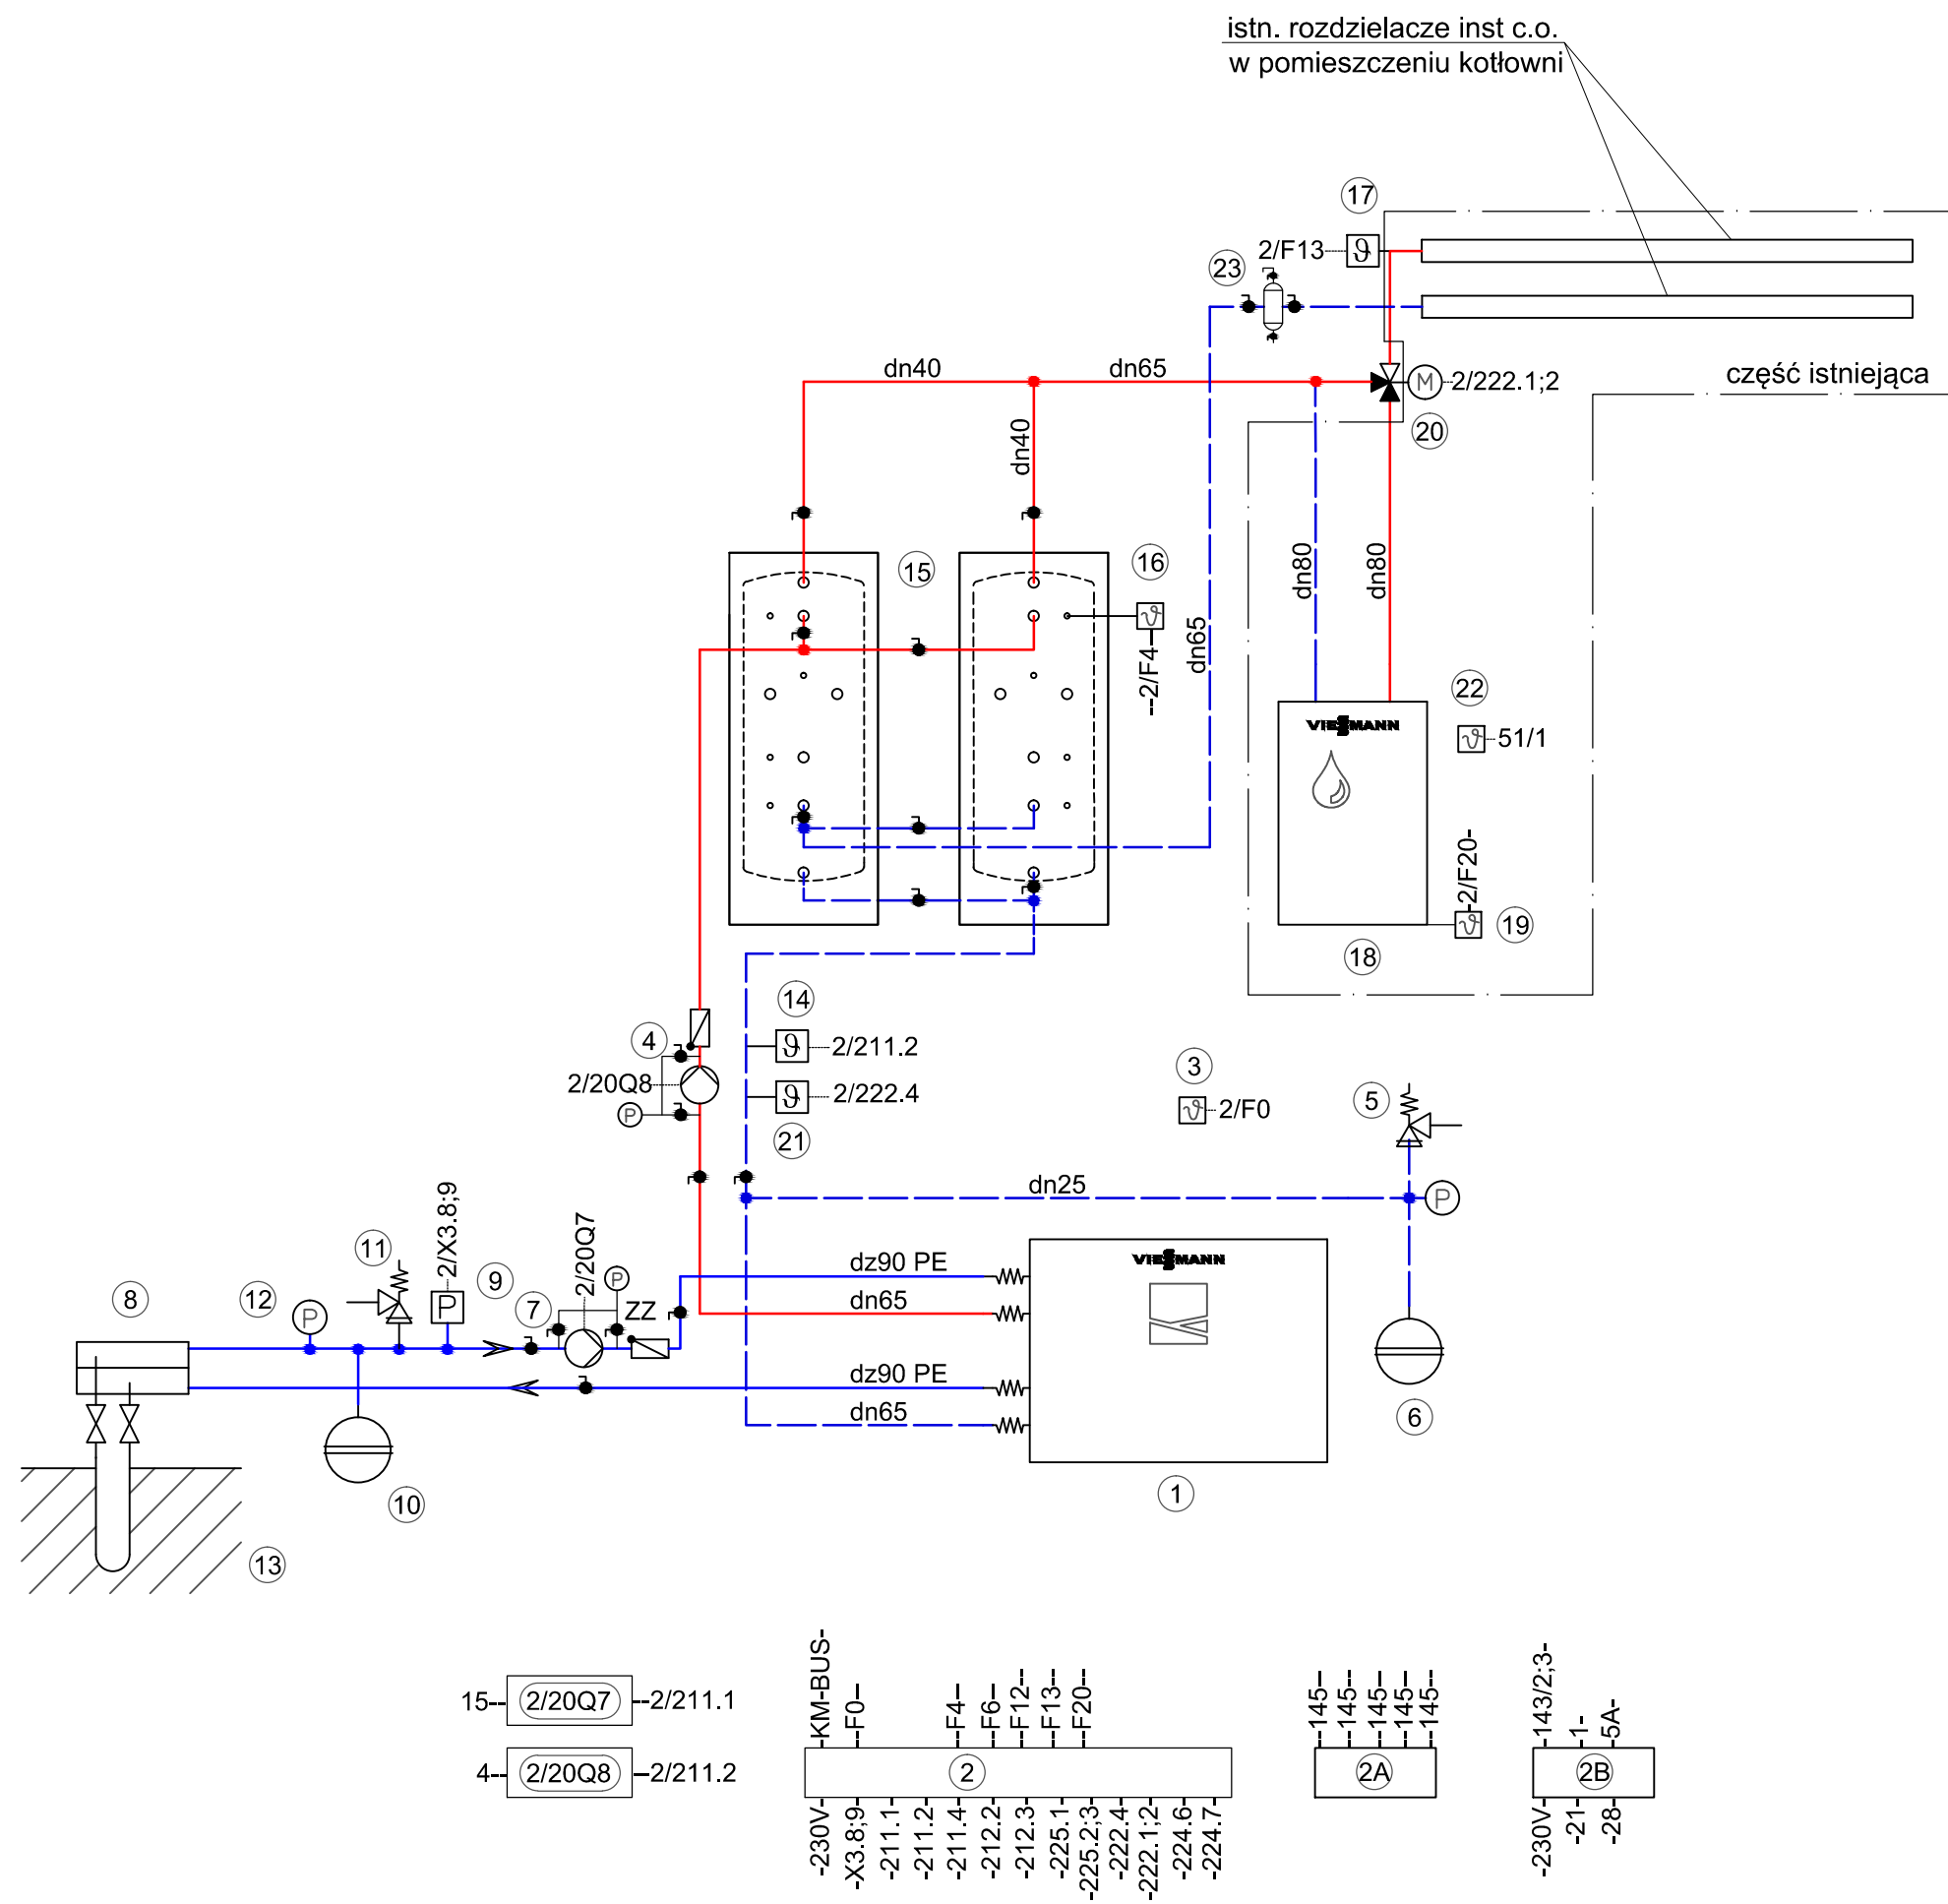 istn. rozdzielacze inst c.o.
w pomieszczeniu kotłowni
17
2/F13
ϑ
23
część istniejąca
dn40
dn65
M
2/222.1;2
20
dn40
dn80
dn80
15
16
ϑ
--2/F4--
dn65
22
VIESMANN
ϑ
51/1
-2/F20-
ϑ
19
18
14
4
ϑ
2/211.2
2/20Q8
3
ϑ
2/222.4
5
P
ϑ
2/F0
21
dn25
P
2/X3.8;9
11
2/20Q7
9
VIESMANN
dz90 PE
8
12
P
P
7
P
ZZ
dn65
dz90 PE
dn65
6
10
1
13
15--
2/20Q7
--2/211.1
4--
2/20Q8
--2/211.2
-KM-BUS-
--F0--
--F4--
--F6--
--F12--
--F13--
--F20--
2
-230V-
-X3.8;9-
-211.1-
-211.2-
-211.4-
-212.2-
-212.3-
-225.1-
-225.2;3-
-222.4-
-222.1;2-
-224.6-
-224.7-
--145--
--145--
--145--
--145--
--145--
2A
-143/2;3-
-1-
-5A-
2B
-230V-
-21-
-28-